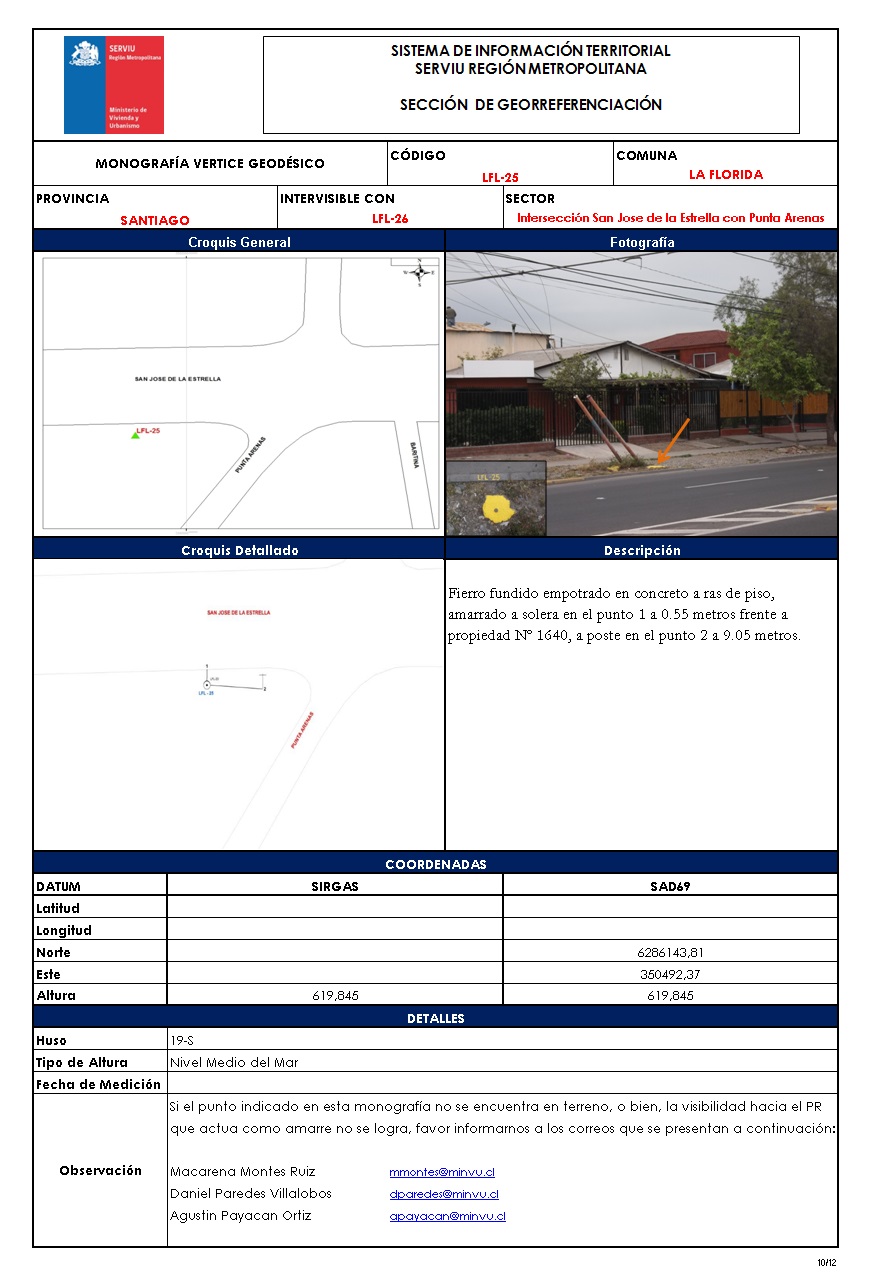 SERVIU
Región Metropolitana
Ministerio de
Vivienda y
Urbanismo
SISTEMA DE INFORMACIÓN TERRITORIAL
SERVIU REGIÓN METROPOLITANA
SECCIÓN DE GEORREFERENCIACIÓN
MONOGRAFÍA VERTICE GEODÉSICO
CÓDIGO
LFL-25
COMUNA
LA FLORIDA
PROVINCIA
SANTIAGO
INTERVISIBLE CON
LFL-26
SECTOR
Intersección San Jose de la Estrella con Punta Arenas
Croquis General
Fotografía
N
W E
S
SAN JOSE DE LA ESTRELLA
LFL-25
PUNTA ARENAS
BARITINA
LFL-25
Croquis Detallado
Descripción
SAN JOSE DE LA ESTRELLA
1
LFL - 25
2
PUNTA ARENAS
Fierro fundido empotrado en concreto a ras de piso,
amarrado a solera en el punto 1 a 0.55 metros frente a
propiedad Nº 1640, a poste en el punto 2 a 9.05 metros.
COORDENADAS
DATUM SIRGAS SAD69
Latitud
Longitud
Norte 6286143,81
Este 350492,37
Altura 619,845 619,845
DETALLES
Huso 19-S
Tipo de Altura Nivel Medio del Mar
Fecha de Medición
Observación
Si el punto indicado en esta monografía no se encuentra en terreno, o bien, la visibilidad hacia el PR
que actua como amarre no se logra, favor informarnos a los correos que se presentan a continuación:
Macarena Montes Ruiz mmontes@minvu.cl
Daniel Paredes Villalobos dparedes@minvu.cl
Agustin Payacan Ortiz apayacan@minvu.cl
10/12